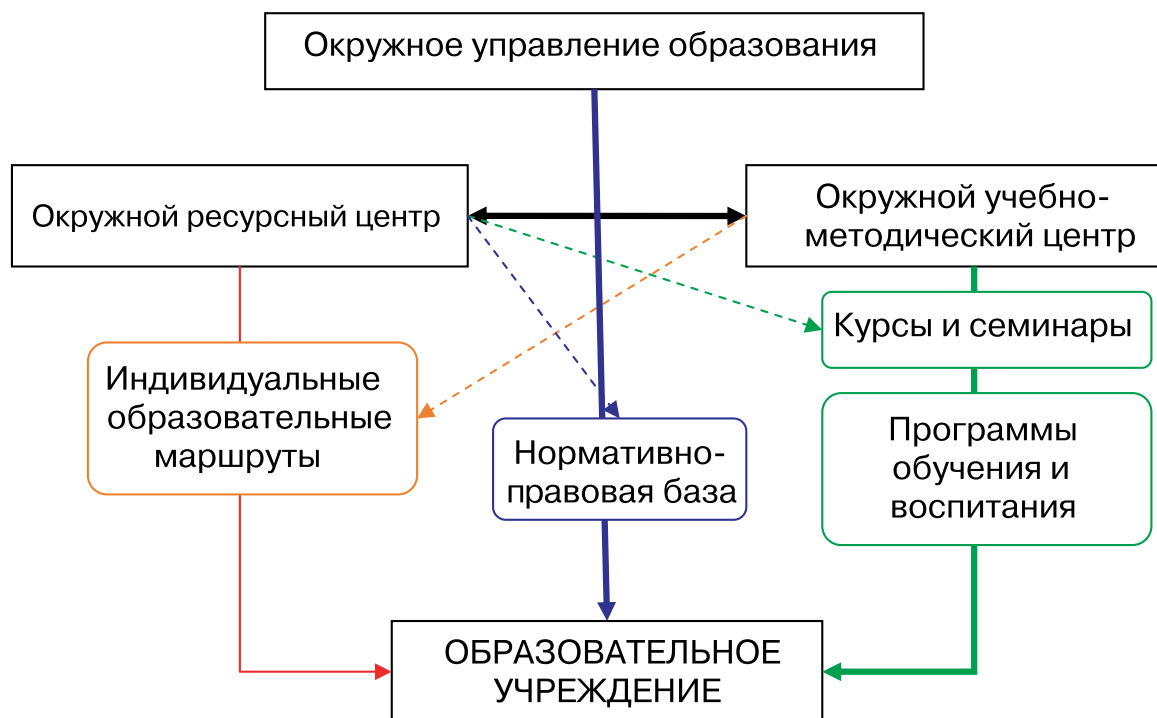 Окружное управление образования
Окружной ресурсный центр
Окружной учебно-
методический центр
Курсы и семинары
Индивидуальные
образовательные
маршруты
Нормативно-
правовая база
Программы
обучения и
воспитания
ОБРАЗОВАТЕЛЬНОЕ
УЧРЕЖДЕНИЕ